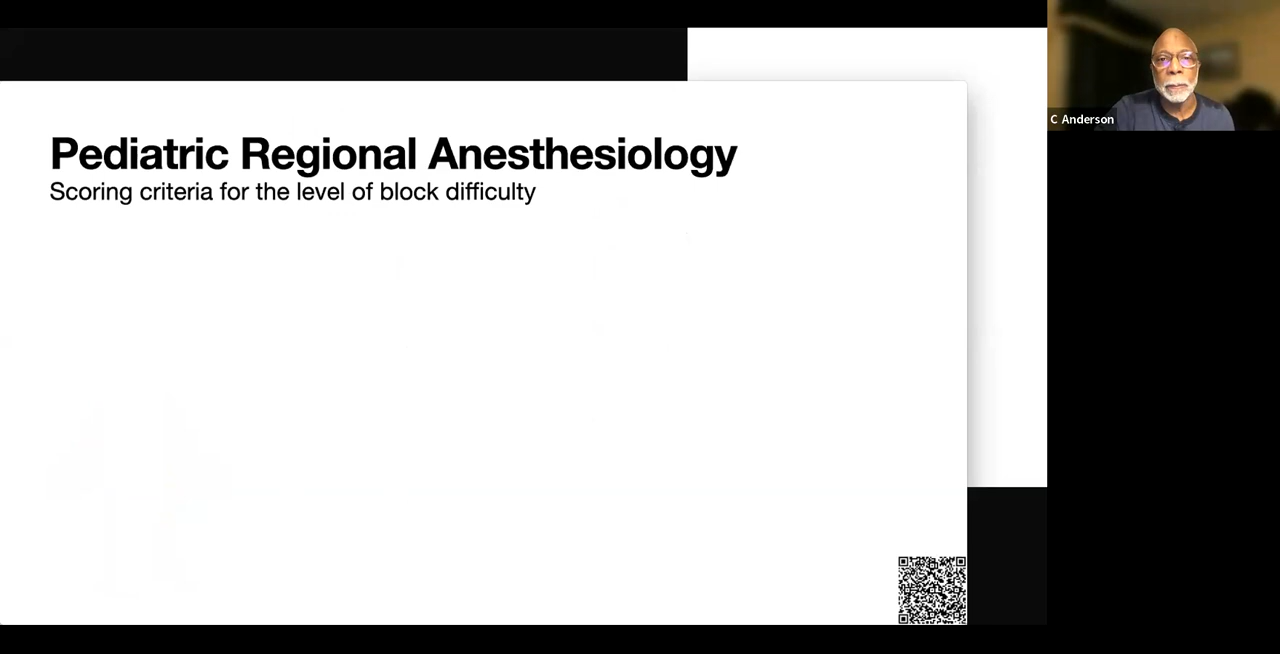 Pediatric Regional Anesthesiology
Scoring criteria for the level of block difficulty
C Anderson